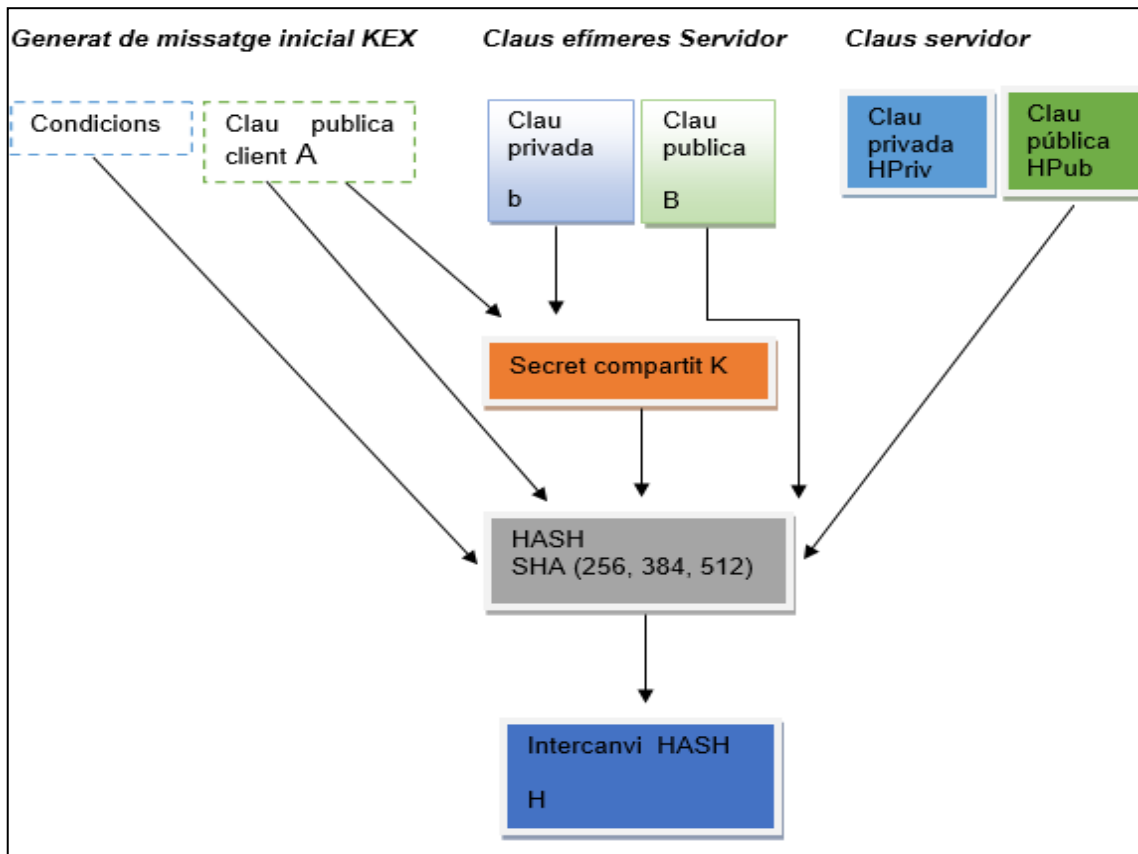 Generat de missatge inicial KEX
Claus efímeres Servidor
Claus servidor
Condicions
Clau publica
client A
Clau
privada
b
Clau
publica
B
Clau
privada
HPriv
Clau
pública
HPub
Secret compartit K
HASH
SHA (256, 384, 512)
Intercanvi HASH
H